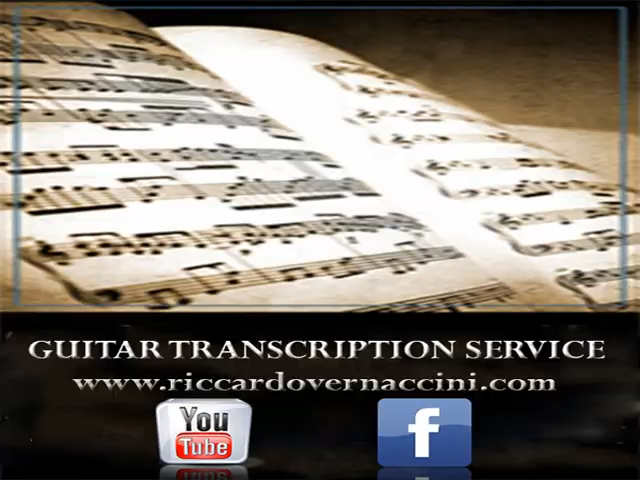 GUITAR TRANSCRIPTION SERVICE
www.riccardovernaccini.com
You
Tube
f